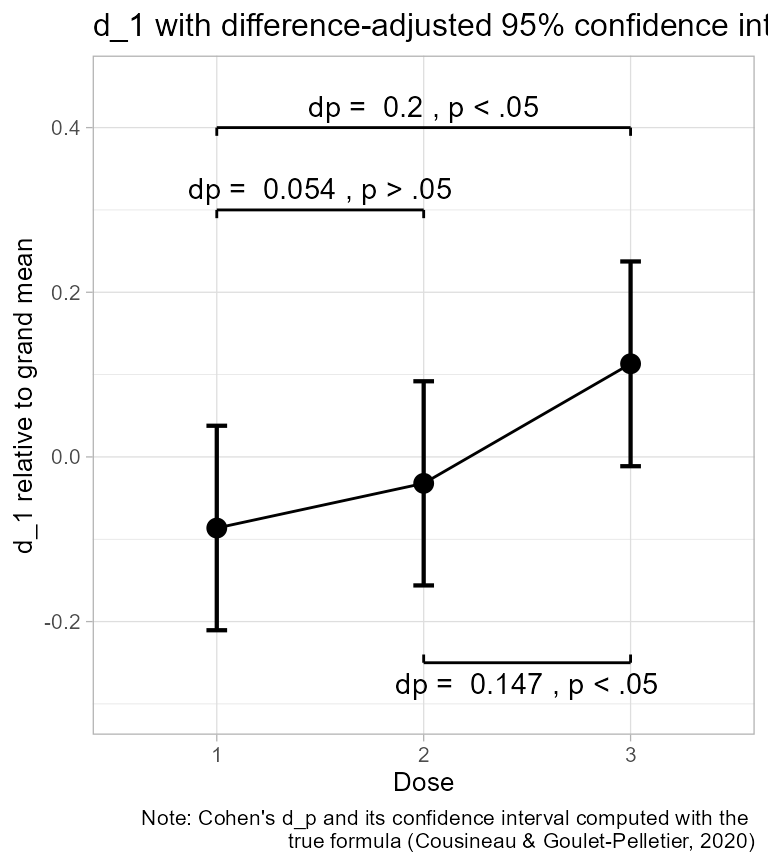 d_1 with difference-adjusted 95% confidence int
dp =  0.2 , p < .05
0.4
dp =  0.054 , p > .05
0.2
0.0
-0.2
d_1 relative to grand mean
dp =  0.147 , p < .05
1 2 3
Dose
Note: Cohen's d_p and its confidence interval computed with the
true formula (Cousineau & Goulet-Pelletier, 2020)